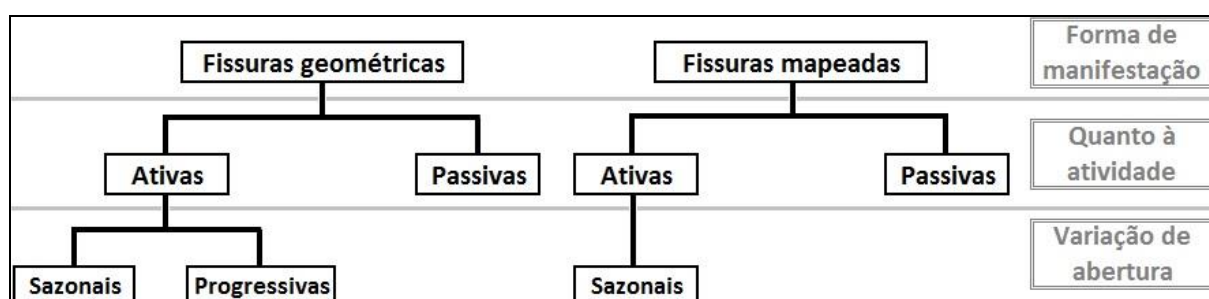 Forma de
manifestação
Fissuras geométricas
Fissuras mapeadas
Quanto à
atividade
Ativas
Passivas
Ativas
Passivas
Variação de
abertura
Sazonais
Progressivas
Sazonais